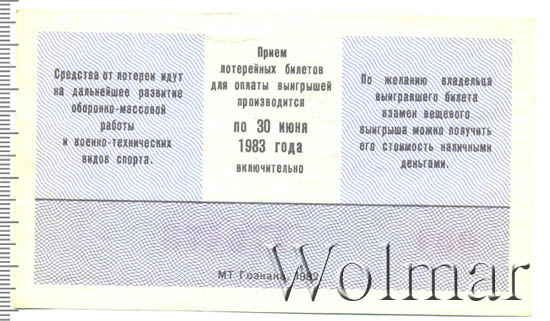 Средства от лотереи идут
на дальнейшее развитие
оборонно-массовой
работы
и военно-технических
видов спорта.
Прием
лотерейных билетов
для оплаты выигрышей
производится
по 30 июня
1983 года
включительно
По желанию владельца
выигравшего билета
взамен вещевого
выигрыша можно получить
его стоимость наличными
деньгами.
МТ Гознака. 1982
Wolmar